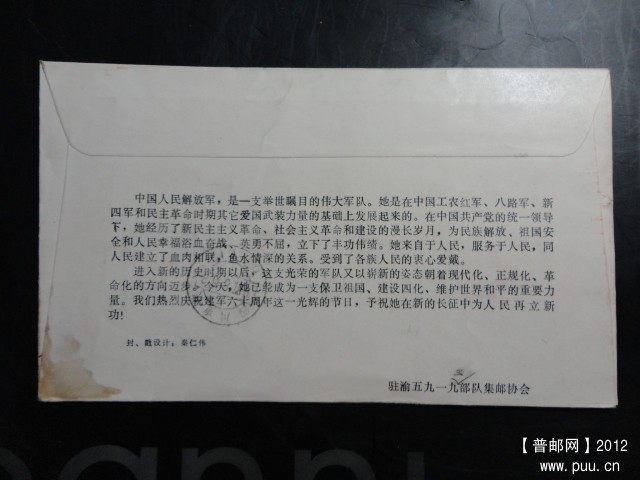 中国人民解放军，是一支举世瞩目的伟大军队。她是在中国工农红军、八路军、新
四军和民主革命时期其它爱国武装力量的基础上发展起来的。在中国共产党的统一领导
下，她经历了新民主主义革命、社会主义革命和建设的漫长岁月，为民族解放、祖国安
全和人民幸福浴血奋战、英勇不屈，立下了丰功伟绩。她来自于人民，服务于人民，同
人民建立了血肉相联，鱼水情深的关系。受到了各族人民的衷心爱戴。
进入新的历史时期以后，这支光荣的军队又以崭新的姿态朝着现代化、正规化、革
命化的方向迈步。今天，她已经成为一支保卫祖国、建设四化、维护世界和平的重要力
量。我们热烈庆祝建军六十周年这一光辉的节日，予祝她在新的长征中为人民再立新
功！
封、戳设计：秦仁伟
驻渝五九一九部队集邮协会
【普邮网】2012
www.puu.cn